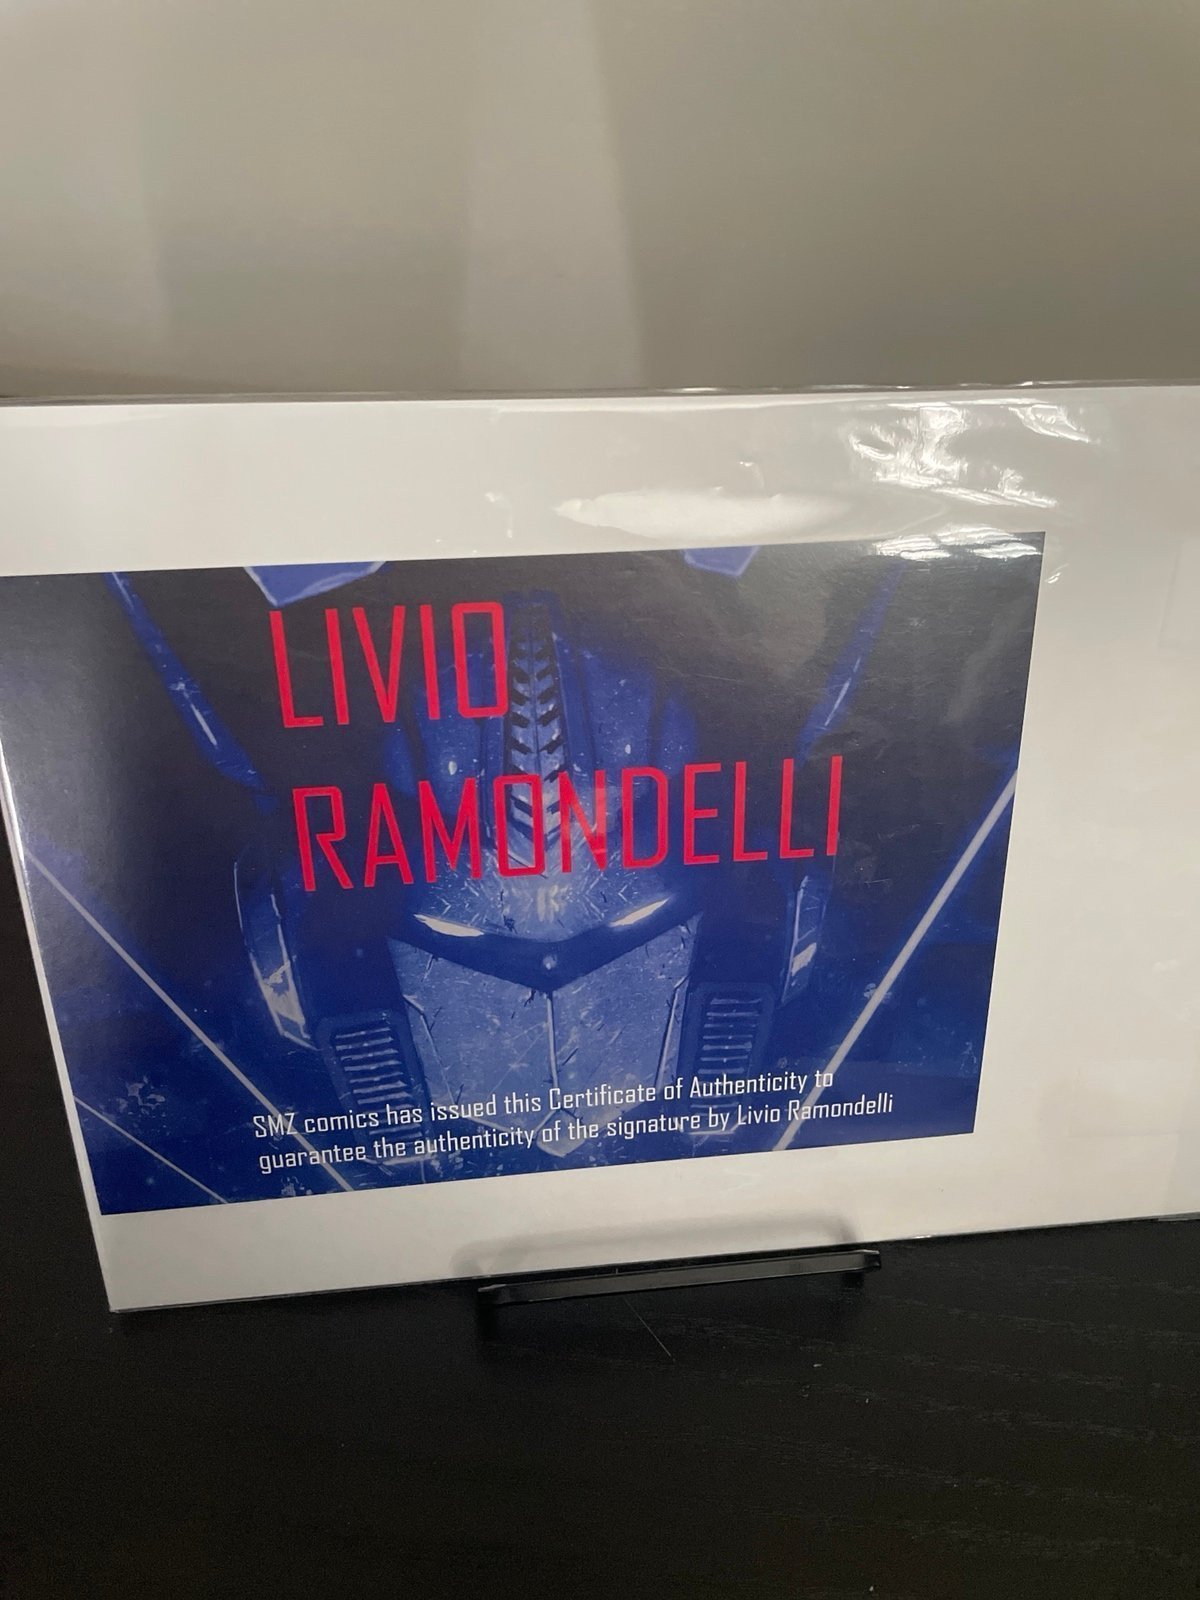 LIVIO
RAMONDELLI
SMZ comics has issued this Certificate of Authenticity to
guarantee the authenticity of the signature by Livio Ramondelli